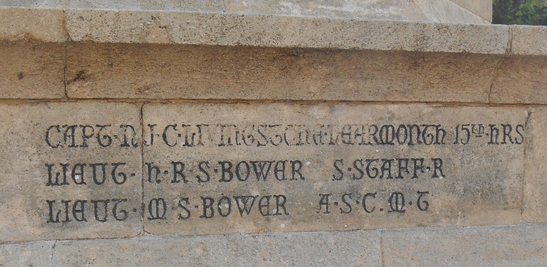 CAPT·N·J·C·LIVINGSTONE·LEARMONTH 15TH·HRS
LIEUT·H·R·S·BOWER S·STAFF·R
LIEUT·M·S·BOWER A·S·C·M·T